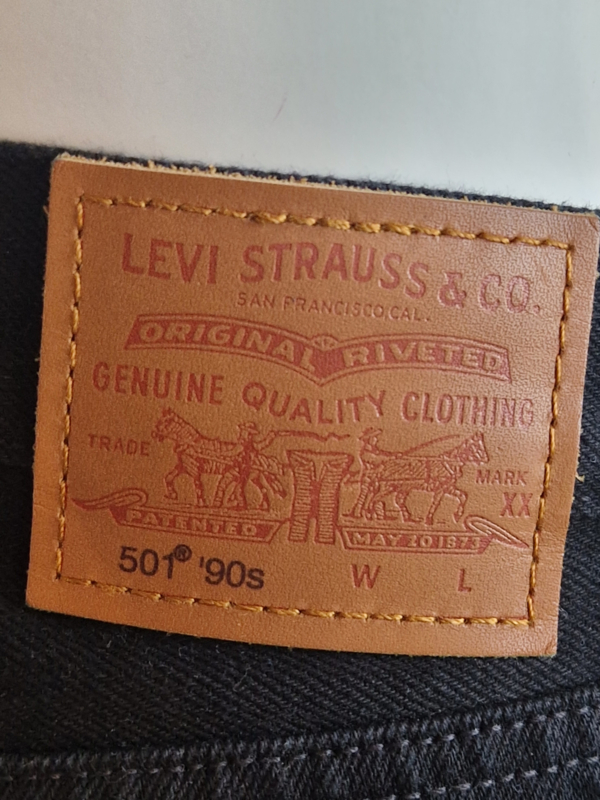 LEVI STRAUSS & CO.
SAN FRANCISCO CAL.
ORIGINAL RIVETED
GENUINE QUALITY CLOTHING
TRADE MARK
XX
PATENTED MAY 20 1873
501® '90s W L